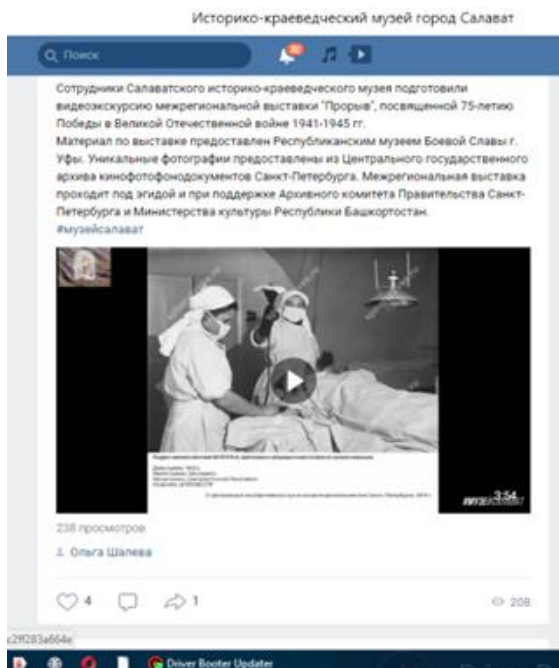 Историко-краеведческий музей город Салават
Поиск
Сотрудники Салаватского историко-краеведческого музея подготовили
видеоэкскурсию межрегиональной выставки "Прорыв", посвященной 75-летию
Победы в Великой Отечественной войне 1941-1945 гг.
Материал по выставке предоставлен Республиканским музеем Боевой Славы г.
Уфы. Уникальные фотографии предоставлены из Центрального государственного
архива кинофотофонодокументов Санкт-Петербурга. Межрегиональная выставка
проходит под эгидой и при поддержке Архивного комитета Правительства Санкт-
Петербурга и Министерства культуры Республики Башкортостан.
#музейсалават
3:54
238 просмотров
Ольга Шалева
4
1
208
c2ff283a664e
Driver Booster Updater